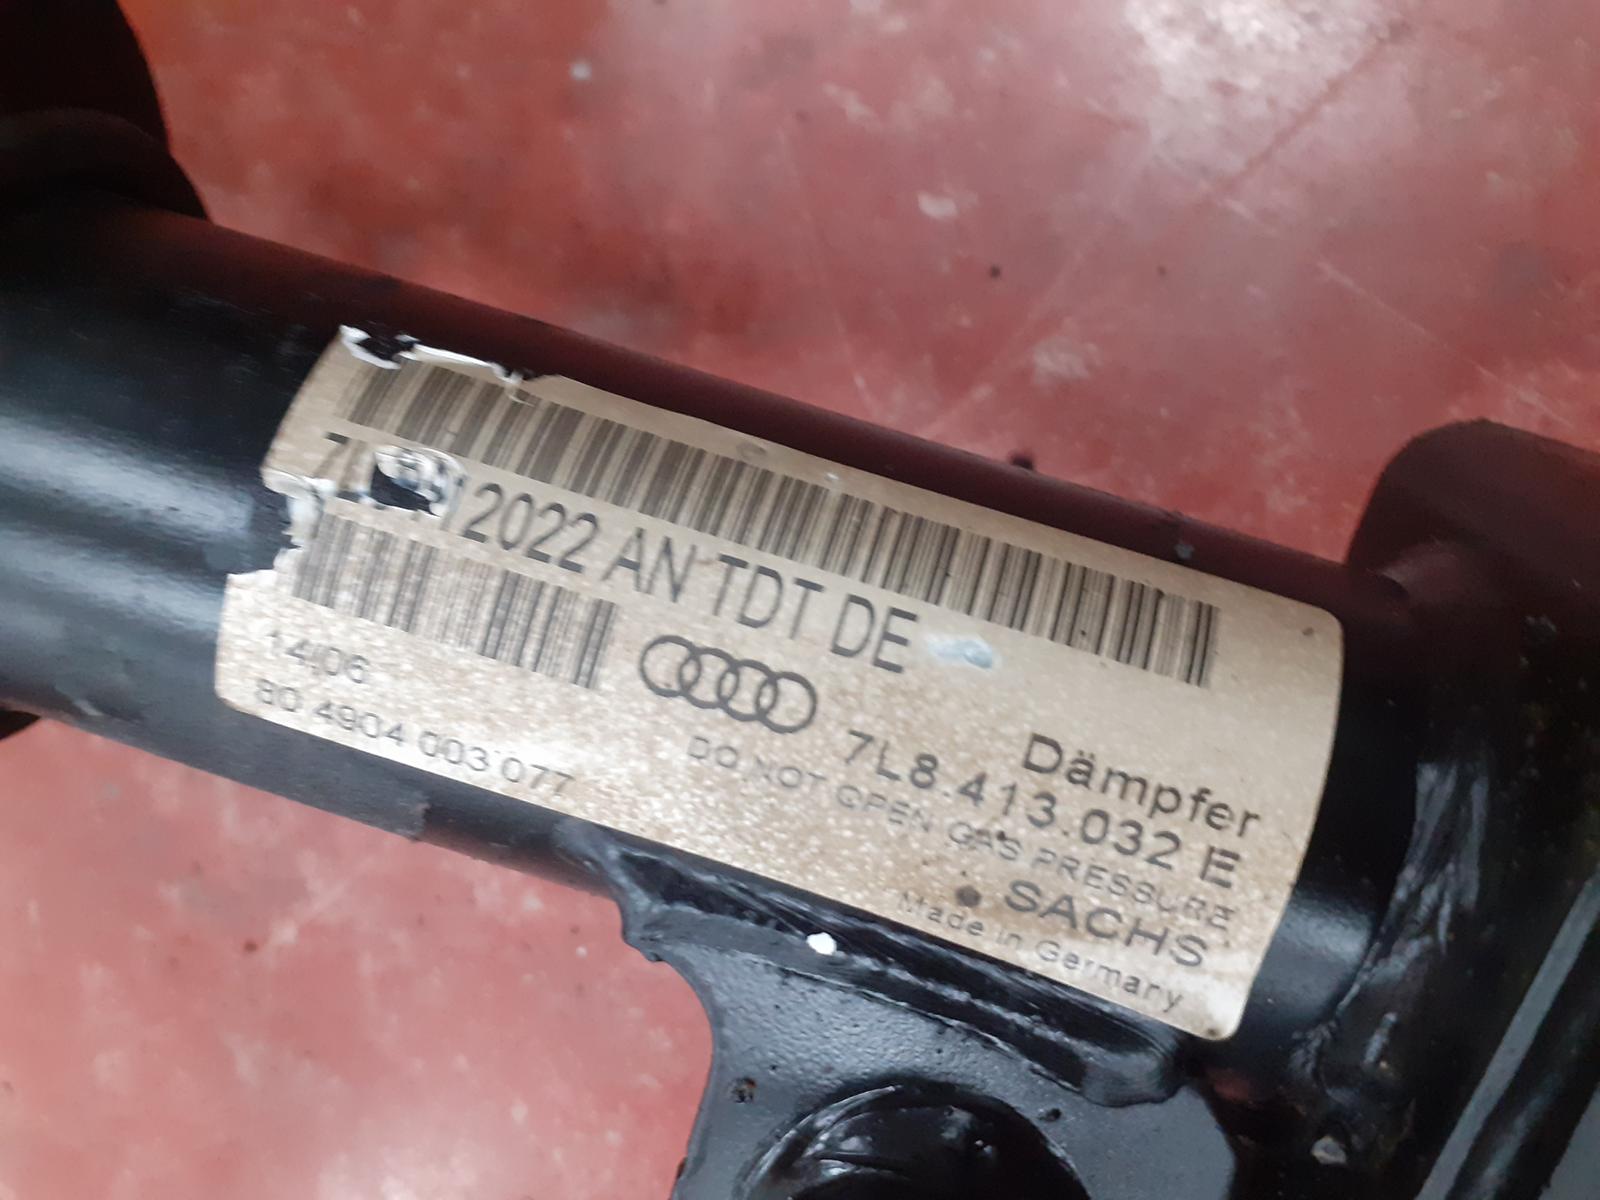 2022 AN TDT DE
14/06
80 4904 003 077
Dämpfer
7L8.413.032 E
DO NOT OPEN GAS PRESSURE
SACHS
Made in Germany